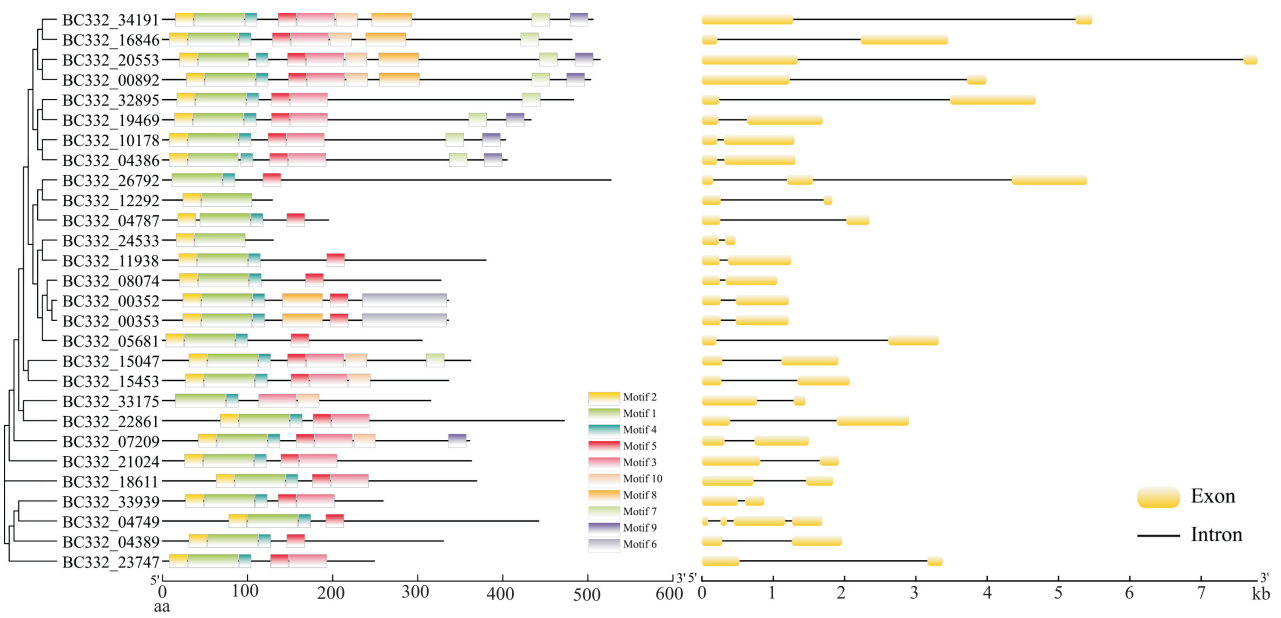 BC332_34191
BC332_16846
BC332_20553
BC332_00892
BC332_32895
BC332_19469
BC332_10178
BC332_04386
BC332_26792
BC332_12292
BC332_04787
BC332_24533
BC332_11938
BC332_08074
BC332_00352
BC332_00353
BC332_05681
BC332_15047
BC332_15453
BC332_33175
BC332_22861
BC332_07209
BC332_21024
BC332_18611
BC332_33939
BC332_04749
BC332_04389
BC332_23747
Motif 2
Motif 1
Motif 4
Motif 5
Motif 3
Motif 10
Motif 8
Motif 7
Motif 9
Motif 6
Exon
Intron
5' 3'
0 100 200 300 400 500 600
aa
5' 3'
0 1 2 3 4 5 6 7
kb